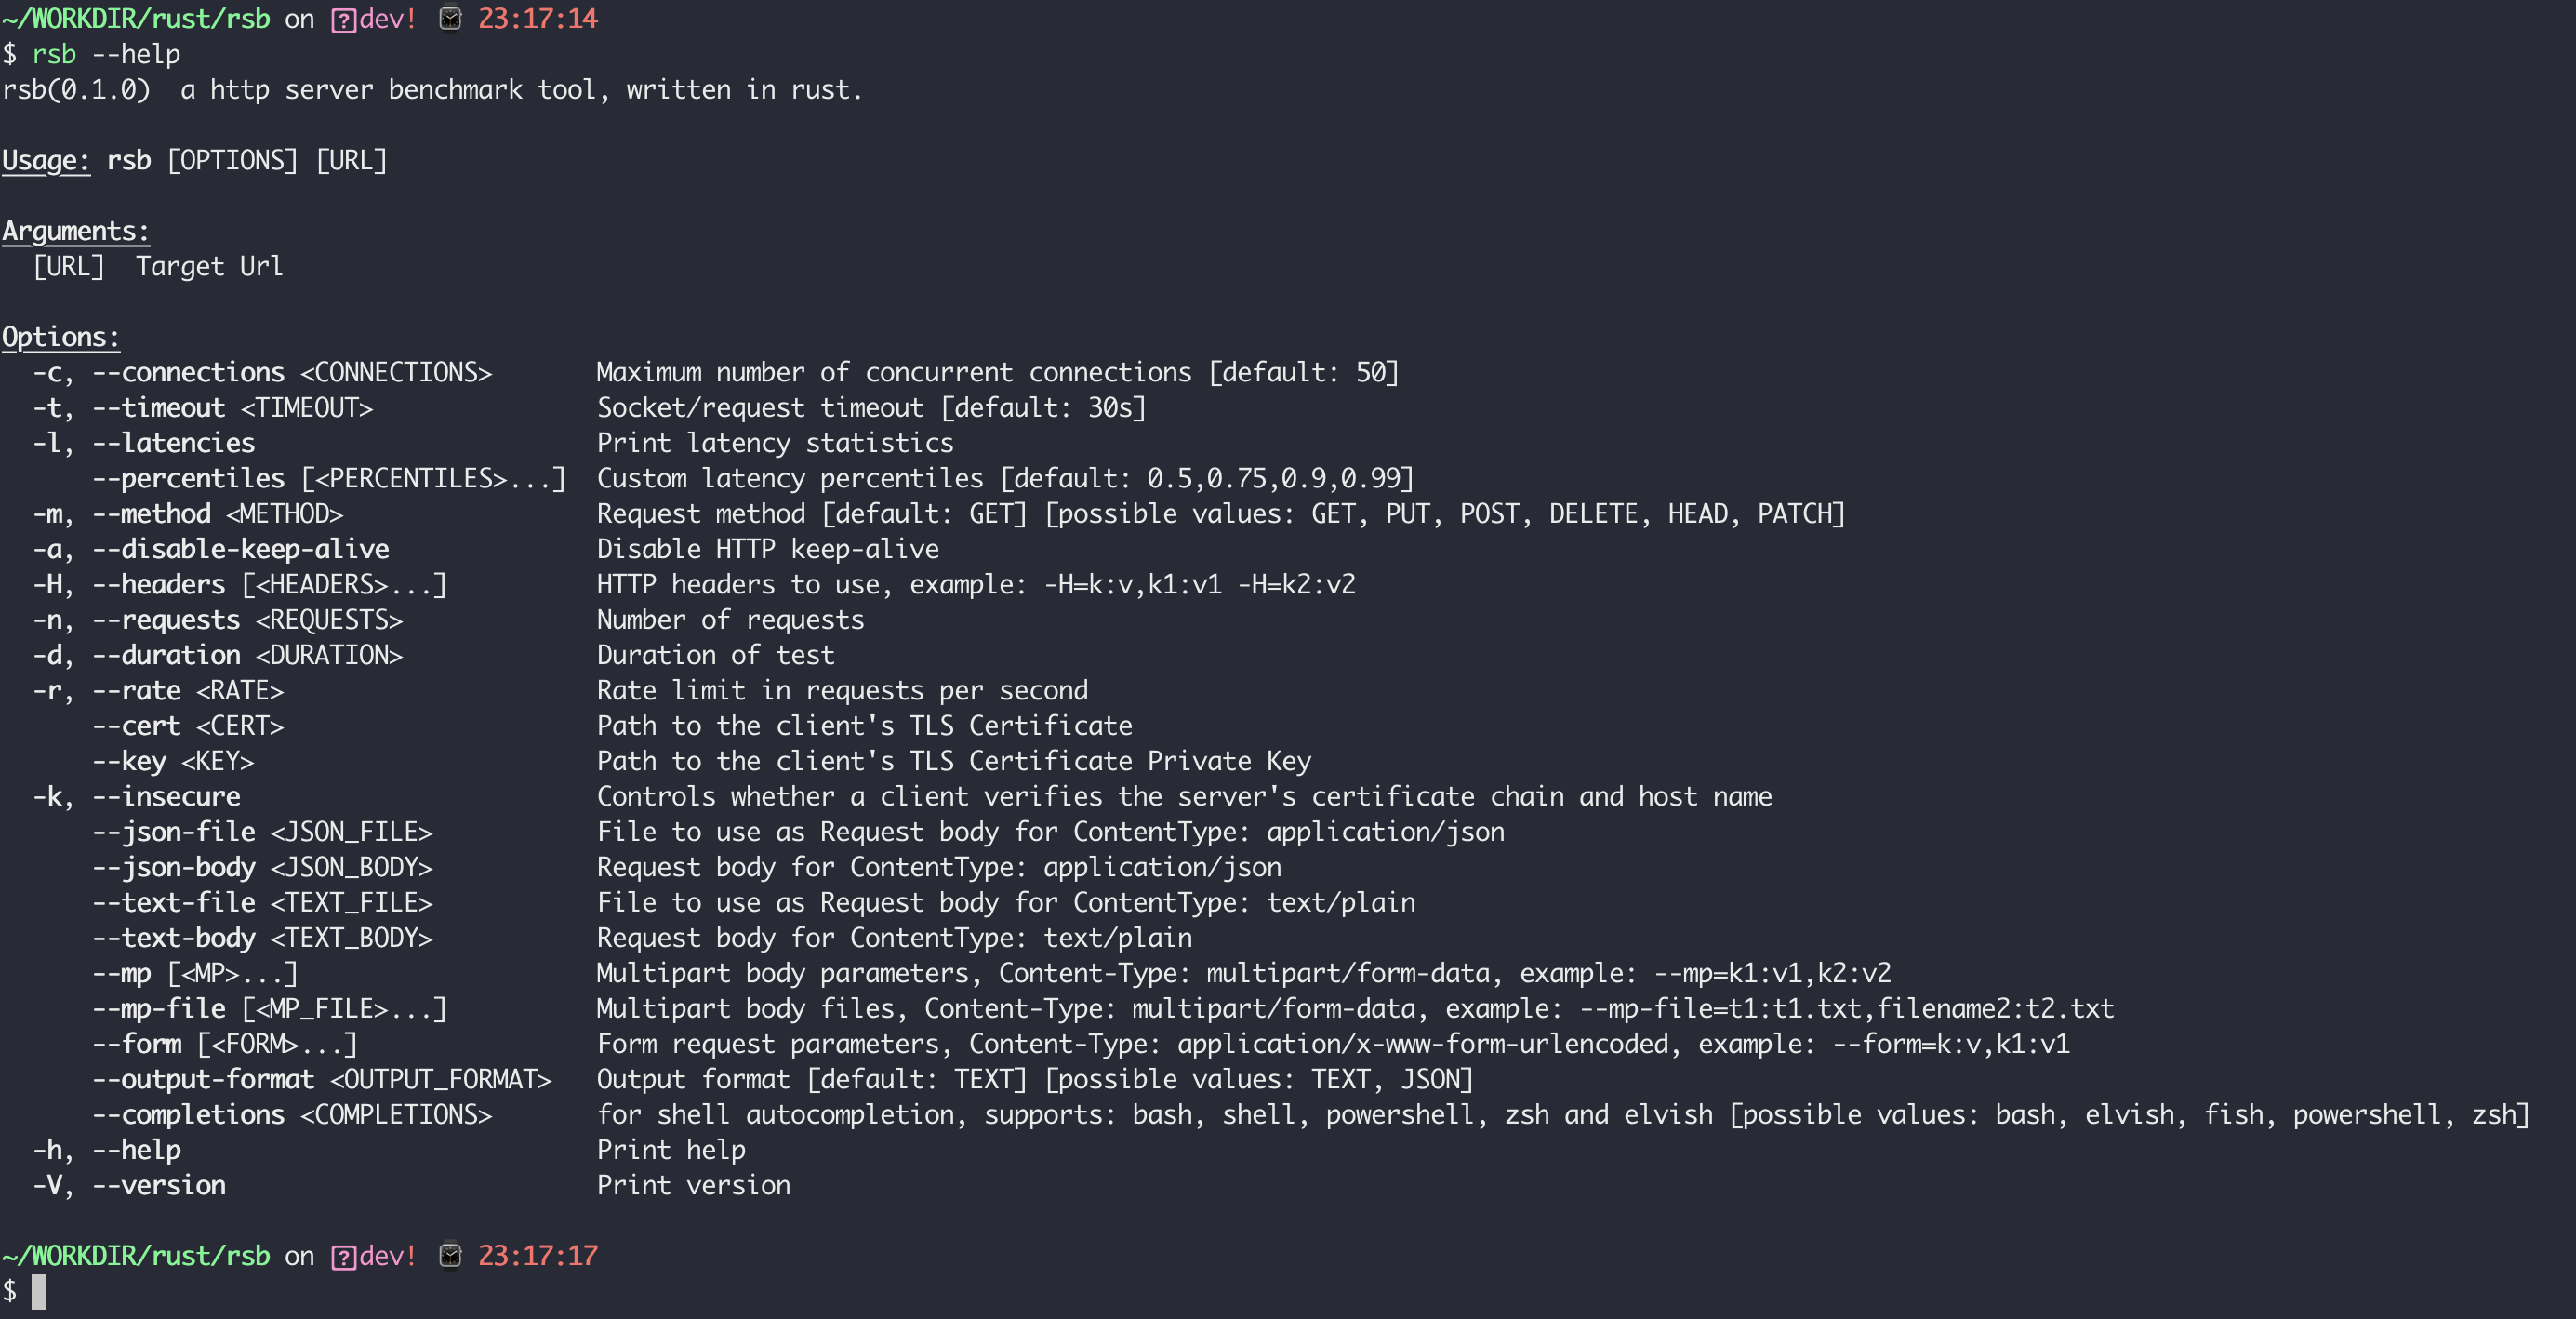 ~/WORKDIR/rust/rsb on [?]dev! ⌚ 23:17:14
$ rsb --help
rsb(0.1.0)  a http server benchmark tool, written in rust.
Usage: rsb [OPTIONS] [URL]
Arguments:
  [URL]  Target Url
Options:
  -c, --connections <CONNECTIONS>       Maximum number of concurrent connections [default: 50]
  -t, --timeout <TIMEOUT>               Socket/request timeout [default: 30s]
  -l, --latencies                       Print latency statistics
      --percentiles [<PERCENTILES>...]  Custom latency percentiles [default: 0.5,0.75,0.9,0.99]
  -m, --method <METHOD>                 Request method [default: GET] [possible values: GET, PUT, POST, DELETE, HEAD, PATCH]
  -a, --disable-keep-alive              Disable HTTP keep-alive
  -H, --headers [<HEADERS>...]          HTTP headers to use, example: -H=k:v,k1:v1 -H=k2:v2
  -n, --requests <REQUESTS>             Number of requests
  -d, --duration <DURATION>             Duration of test
  -r, --rate <RATE>                     Rate limit in requests per second
      --cert <CERT>                     Path to the client's TLS Certificate
      --key <KEY>                       Path to the client's TLS Certificate Private Key
  -k, --insecure                        Controls whether a client verifies the server's certificate chain and host name
      --json-file <JSON_FILE>           File to use as Request body for ContentType: application/json
      --json-body <JSON_BODY>           Request body for ContentType: application/json
      --text-file <TEXT_FILE>           File to use as Request body for ContentType: text/plain
      --text-body <TEXT_BODY>           Request body for ContentType: text/plain
      --mp [<MP>...]                    Multipart body parameters, Content-Type: multipart/form-data, example: --mp=k1:v1,k2:v2
      --mp-file [<MP_FILE>...]          Multipart body files, Content-Type: multipart/form-data, example: --mp-file=t1:t1.txt,filename2:t2.txt
      --form [<FORM>...]                Form request parameters, Content-Type: application/x-www-form-urlencoded, example: --form=k:v,k1:v1
      --output-format <OUTPUT_FORMAT>   Output format [default: TEXT] [possible values: TEXT, JSON]
      --completions <COMPLETIONS>       for shell autocompletion, supports: bash, shell, powershell, zsh and elvish [possible values: bash, elvish, fish, powershell, zsh]
  -h, --help                            Print help
  -V, --version                         Print version
~/WORKDIR/rust/rsb on [?]dev! ⌚ 23:17:17
$